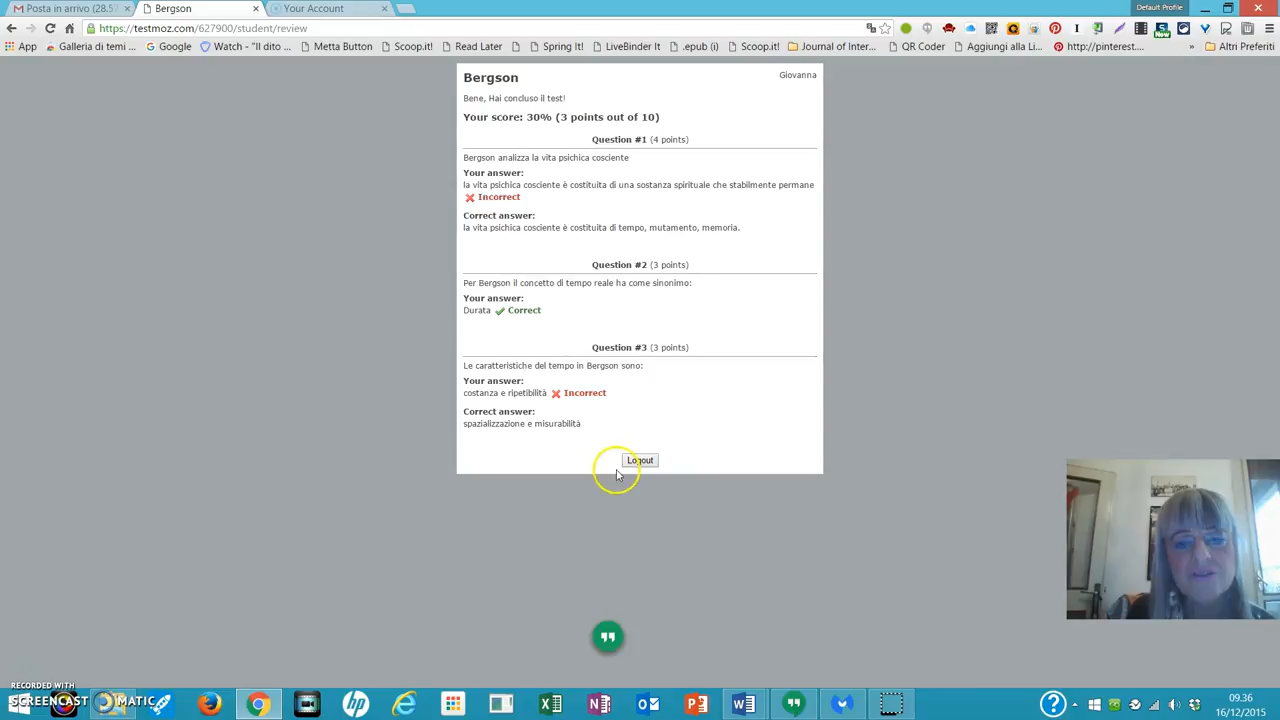 Posta in arrivo (28.52
Bergson
Your Account
Default Profile
https://testmoz.com/627900/student/review
App
Galleria di temi ...
Google
Watch - "Il dito ...
Metta Button
Scoop.it!
Read Later
Spring It!
LiveBinder It
.epub (i)
Scoop.it!
Journal of Inter...
QR Coder
Aggiungi alla Li...
http://pinterest....
»
Altri Preferiti
Bergson
Giovanna
Bene, Hai concluso il test!
Your score: 30% (3 points out of 10)
Question #1 (4 points)
Bergson analizza la vita psichica cosciente
Your answer:
la vita psichica cosciente è costituita di una sostanza spirituale che stabilmente permane
Incorrect
Correct answer:
la vita psichica cosciente è costituita di tempo, mutamento, memoria.
Question #2 (3 points)
Per Bergson il concetto di tempo reale ha come sinonimo:
Your answer:
Durata Correct
Question #3 (3 points)
Le caratteristiche del tempo in Bergson sono:
Your answer:
costanza e ripetibilità Incorrect
Correct answer:
spazializzazione e misurabilità
Logout
RECORDED WITH
SCREENCAST MATIC
09.36
16/12/2015